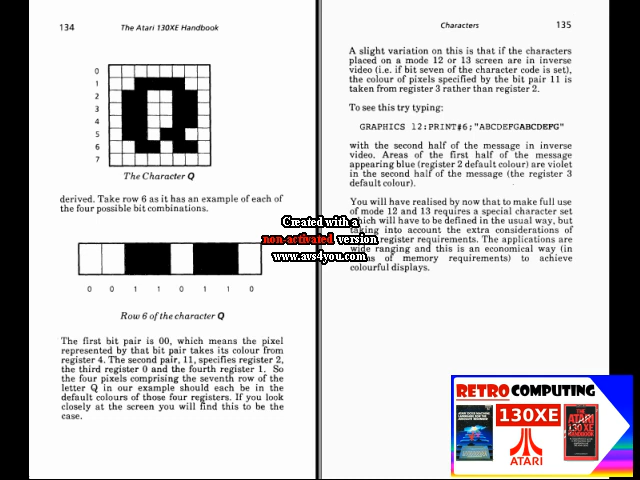 134 The Atari 130XE Handbook
0
1
2
3
4
5
6
7
The Character Q
derived. Take row 6 as it has an example of each of
the four possible bit combinations.
0 0 1 1 0 1 1 0
Row 6 of the character Q
The first bit pair is 00, which means the pixel
represented by that bit pair takes its colour from
register 4. The second pair, 11, specifies register 2,
the third register 0 and the fourth register 1. So
the four pixels comprising the seventh row of the
letter Q in our example should each be in the
default colours of those four registers. If you look
closely at the screen you will find this to be the
case.
Characters 135
A slight variation on this is that if the characters
placed on a mode 12 or 13 screen are in inverse
video (i.e. if bit seven of the character code is set),
the colour of pixels specified by the bit pair 11 is
taken from register 3 rather than register 2.
To see this try typing:
GRAPHICS 12:PRINT#6;"ABCDEFGABCDEFG"
with the second half of the message in inverse
video. Areas of the first half of the message
appearing blue (register 2 default colour) are violet
in the second half of the message (the register 3
default colour).
You will have realised by now that to make full use
of mode 12 and 13 requires a special character set
which will have to be defined in the usual way, but
taking into account the extra considerations of
register requirements. The applications are
wide ranging and this is an economical way (in
of memory requirements) to achieve
colourful displays.
Created with a
non-activated version
www.avs4you.com
RETRO COMPUTING
130XE
ATARI
THE
ATARI
130 XE
HANDBOOK